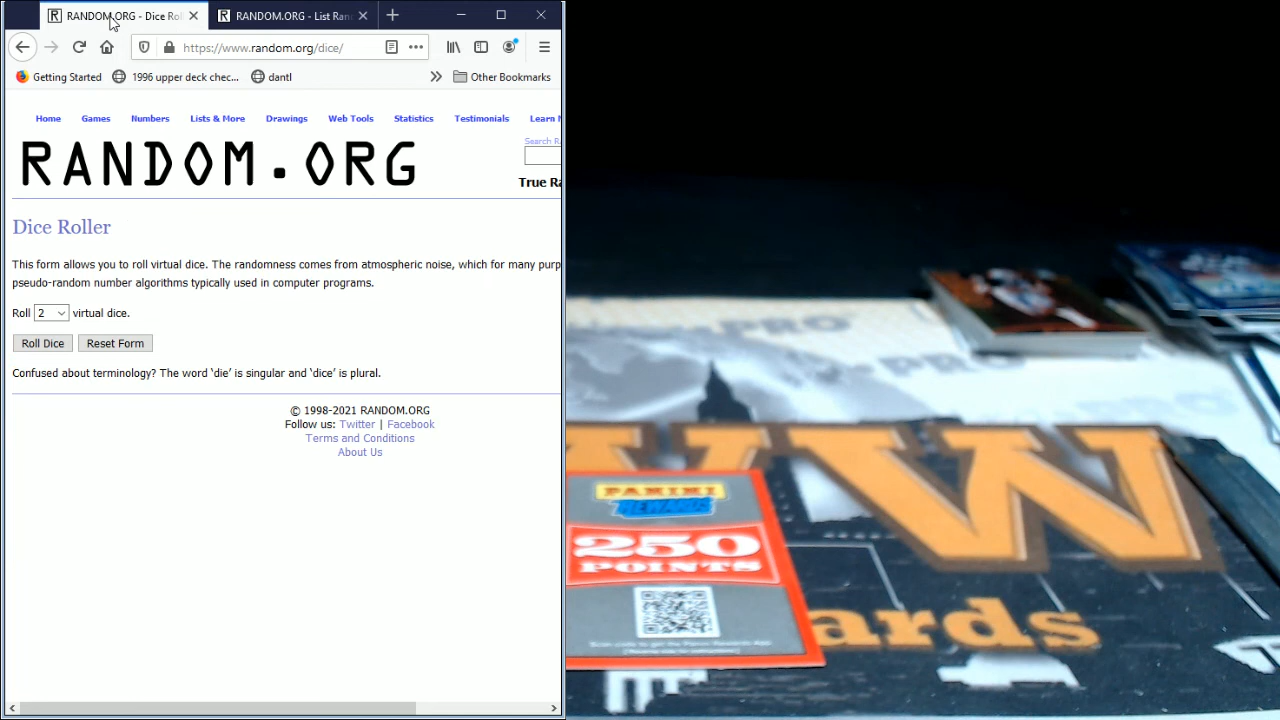 RANDOM.ORG - Dice Rol
RANDOM.ORG - List Ran
https://www.random.org/dice/
Getting Started
1996 upper deck chec...
dantl
Other Bookmarks
Home
Games
Numbers
Lists & More
Drawings
Web Tools
Statistics
Testimonials
Learn
RANDOM.ORG
Search R
True Ra
Dice Roller
This form allows you to roll virtual dice. The randomness comes from atmospheric noise, which for many purp
pseudo-random number algorithms typically used in computer programs.
Roll 2 virtual dice.
Roll Dice
Reset Form
Confused about terminology? The word ‘die’ is singular and ‘dice’ is plural.
© 1998-2021 RANDOM.ORG
Follow us: Twitter | Facebook
Terms and Conditions
About Us
PRO
PRO
W
PANINI
REWARDS
250
POINTS
ards